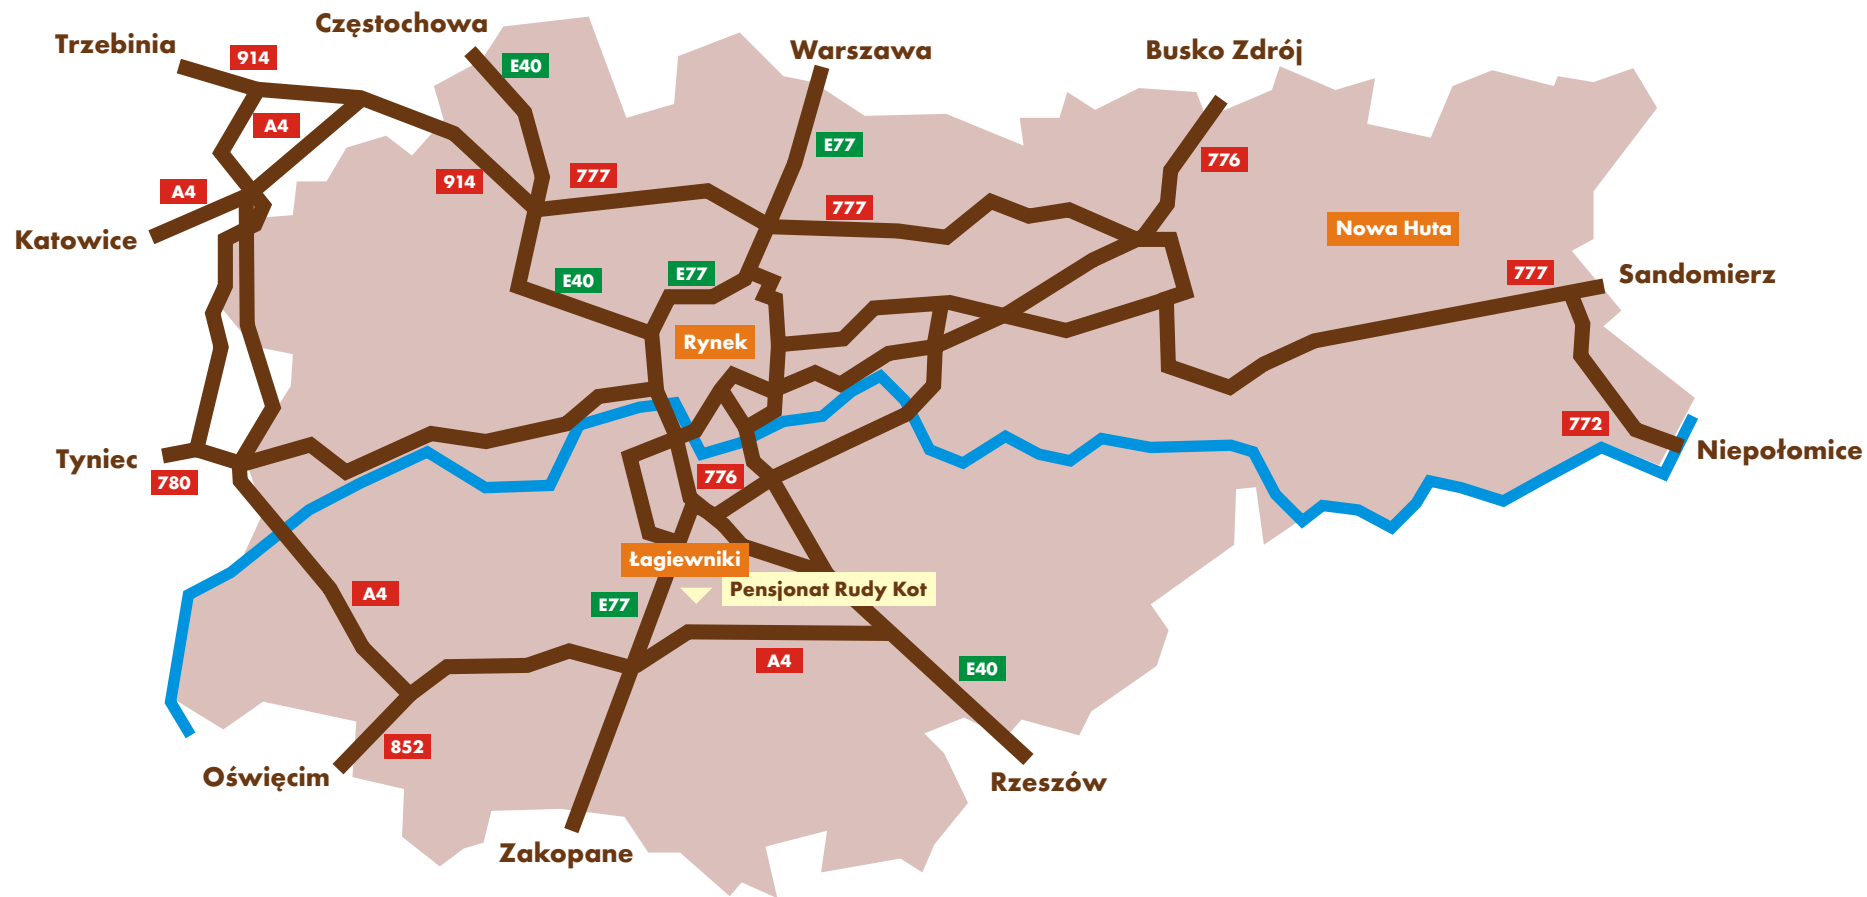 Częstochowa
Trzebinia
914
E40
Warszawa
Busko Zdrój
A4
E77
776
A4
914
777
777
Katowice
Nowa Huta
E40
E77
777
Sandomierz
Rynek
772
Tyniec
780
776
Niepołomice
Łagiewniki
Pensjonat Rudy Kot
A4
E77
A4
E40
852
Oświęcim
Rzeszów
Zakopane